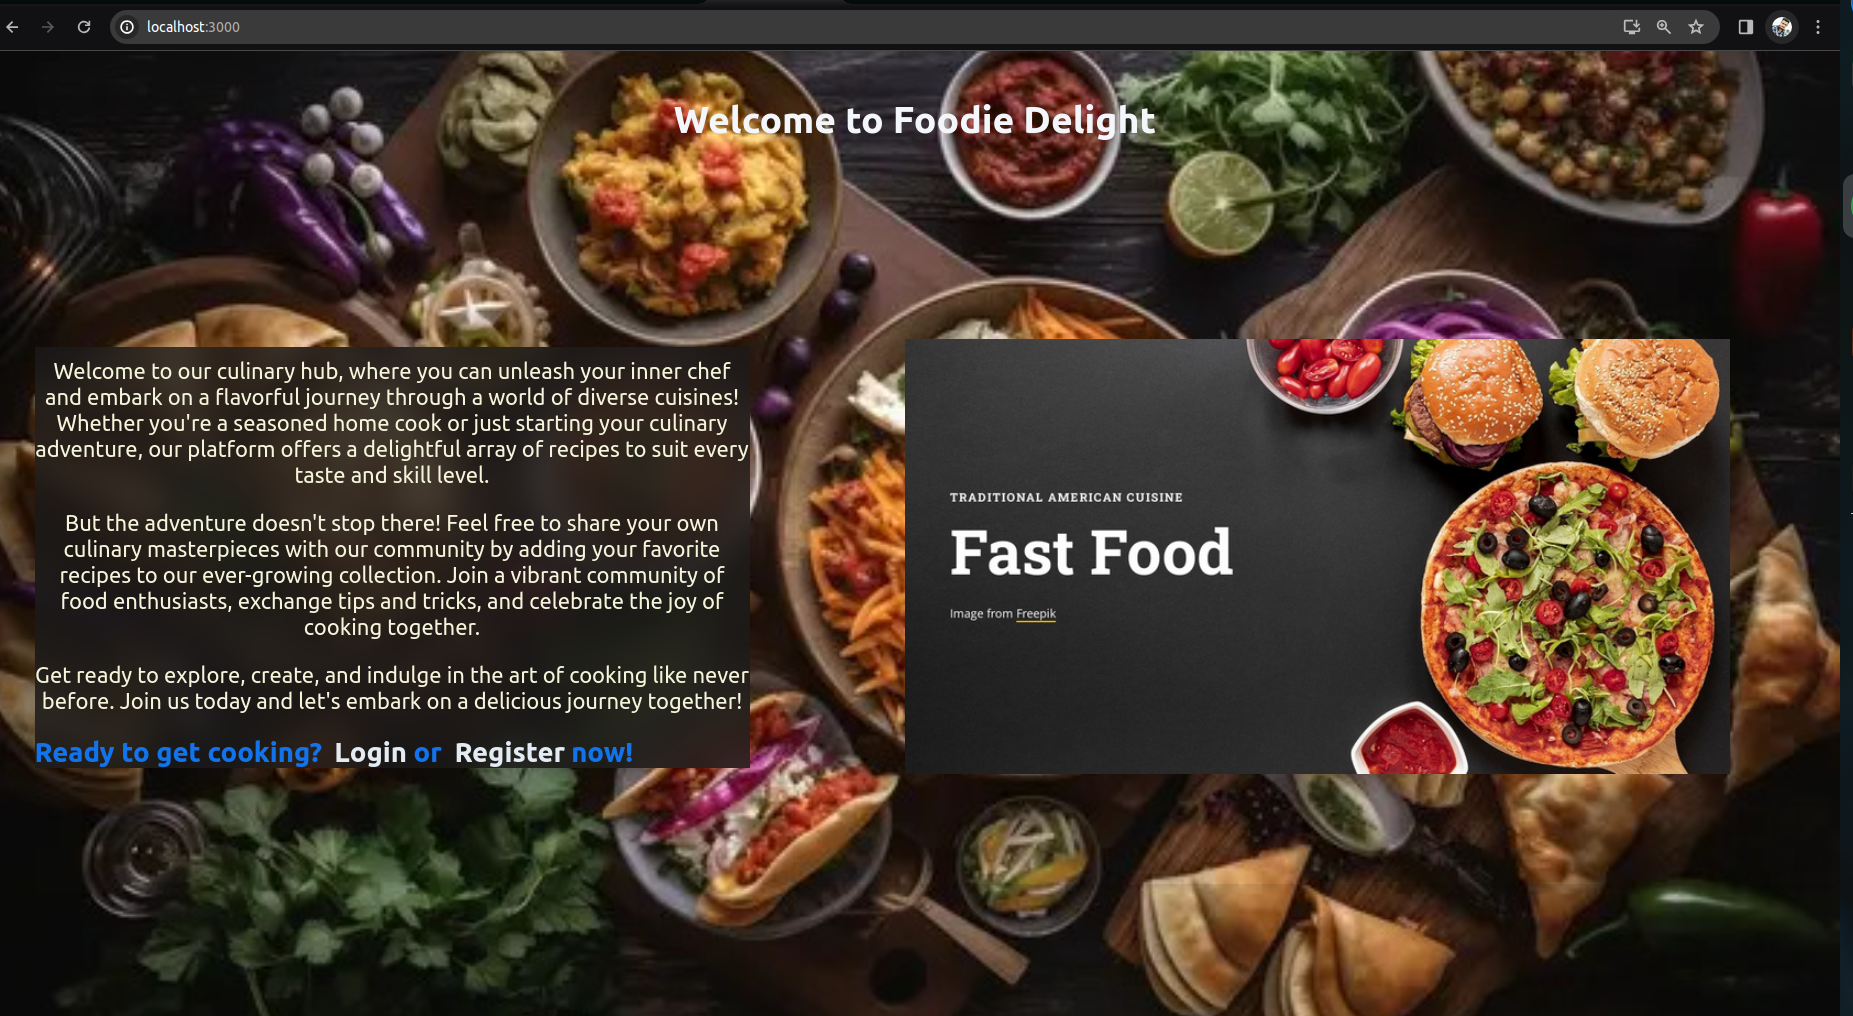 localhost:3000
Welcome to Foodie Delight
Welcome to our culinary hub, where you can unleash your inner chef
and embark on a flavorful journey through a world of diverse cuisines!
Whether you're a seasoned home cook or just starting your culinary
adventure, our platform offers a delightful array of recipes to suit every
taste and skill level.
But the adventure doesn't stop there! Feel free to share your own
culinary masterpieces with our community by adding your favorite
recipes to our ever-growing collection. Join a vibrant community of
food enthusiasts, exchange tips and tricks, and celebrate the joy of
cooking together.
Get ready to explore, create, and indulge in the art of cooking like never
before. Join us today and let's embark on a delicious journey together!
Ready to get cooking? Login or Register now!
TRADITIONAL AMERICAN CUISINE
Fast Food
Image from Freepik